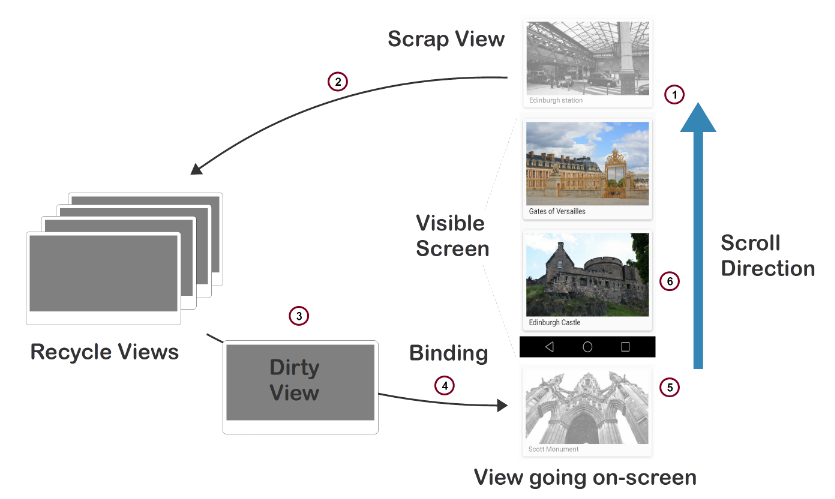 Scrap View
Edinburgh station
1
2
Gates of Versailles
Visible
Screen
Scroll
Direction
6
Edinburgh Castle
3
Recycle Views
Dirty
View
Binding
4
5
Scott Monument
View going on-screen